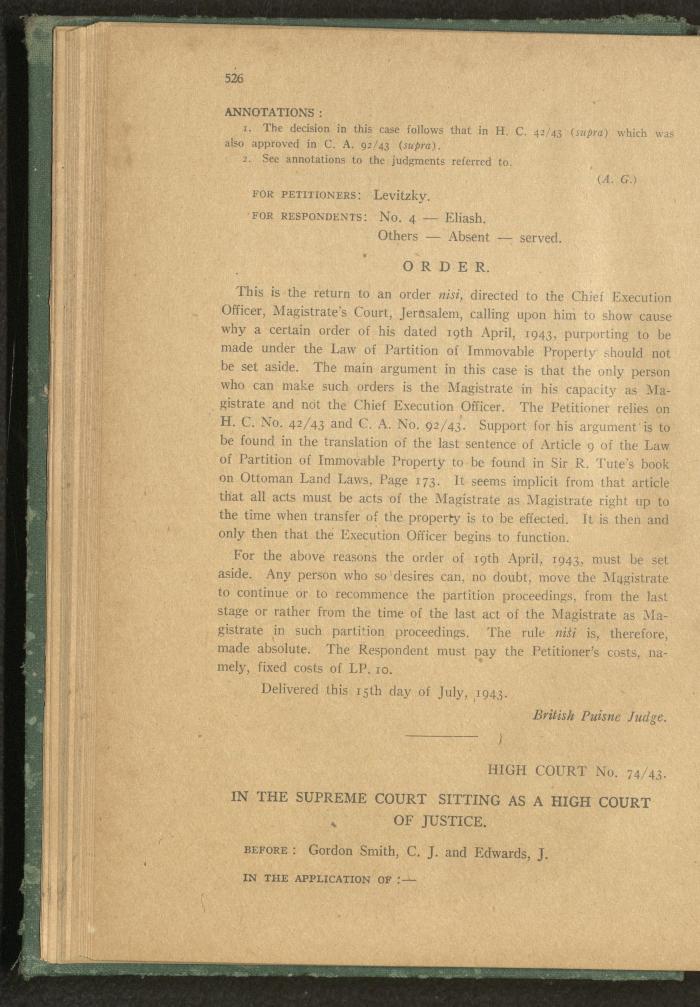 526
ANNOTATIONS :
1. The decision in this case follows that in H. C. 42/43 (supra) which was
also approved in C. A. 92/43 (supra).
2. See annotations to the judgments referred to.
(A. G.)
FOR PETITIONERS: Levitzky.
FOR RESPONDENTS: No. 4 — Eliash.
Others — Absent — served.
ORDER.
This is the return to an order nisi, directed to the Chief Execution
Officer, Magistrate's Court, Jerusalem, calling upon him to show cause
why a certain order of his dated 19th April, 1943, purporting to be
made under the Law of Partition of Immovable Property should not
be set aside. The main argument in this case is that the only person
who can make such orders is the Magistrate in his capacity as Ma-
gistrate and not the Chief Execution Officer. The Petitioner relies on
H. C. No. 42/43 and C. A. No. 92/43. Support for his argument is to
be found in the translation of the last sentence of Article 9 of the Law
of Partition of Immovable Property to be found in Sir R. Tute's book
on Ottoman Land Laws, Page 173. It seems implicit from that article
that all acts must be acts of the Magistrate as Magistrate right up to
the time when transfer of the property is to be effected. It is then and
only then that the Execution Officer begins to function.
For the above reasons the order of 19th April, 1943, must be set
aside. Any person who so desires can, no doubt, move the Magistrate
to continue or to recommence the partition proceedings, from the last
stage or rather from the time of the last act of the Magistrate as Ma-
gistrate in such partition proceedings. The rule nisi is, therefore,
made absolute. The Respondent must pay the Petitioner's costs, na-
mely, fixed costs of LP. 10.
Delivered this 15th day of July, 1943.
British Puisne Judge.
HIGH COURT No. 74/43.
IN THE SUPREME COURT SITTING AS A HIGH COURT
OF JUSTICE.
BEFORE : Gordon Smith, C. J. and Edwards, J.
IN THE APPLICATION OF :—